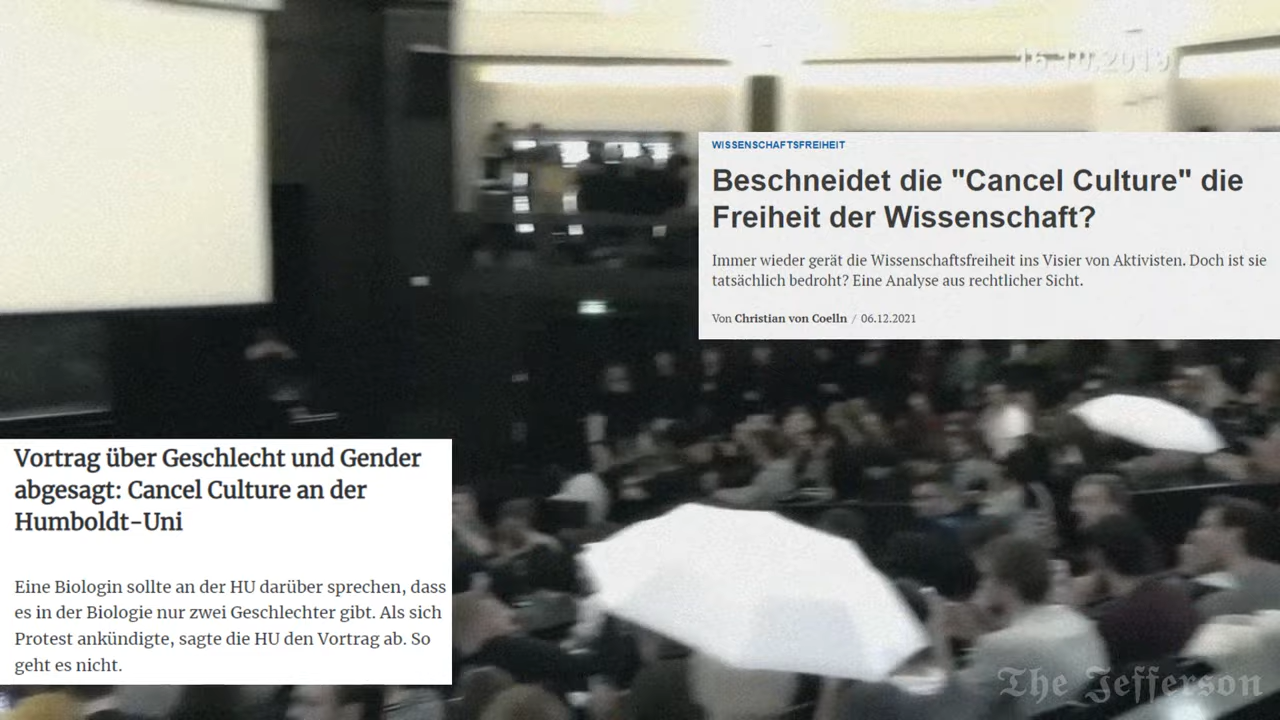 16.10.2019
WISSENSCHAFTSFREIHEIT
Beschneidet die "Cancel Culture" die
Freiheit der Wissenschaft?
Immer wieder gerät die Wissenschaftsfreiheit ins Visier von Aktivisten. Doch ist sie
tatsächlich bedroht? Eine Analyse aus rechtlicher Sicht.
Von Christian von Coelln / 06.12.2021
Vortrag über Geschlecht und Gender
abgesagt: Cancel Culture an der
Humboldt-Uni
Eine Biologin sollte an der HU darüber sprechen, dass
es in der Biologie nur zwei Geschlechter gibt. Als sich
Protest ankündigte, sagte die HU den Vortrag ab. So
geht es nicht.
The Jefferson